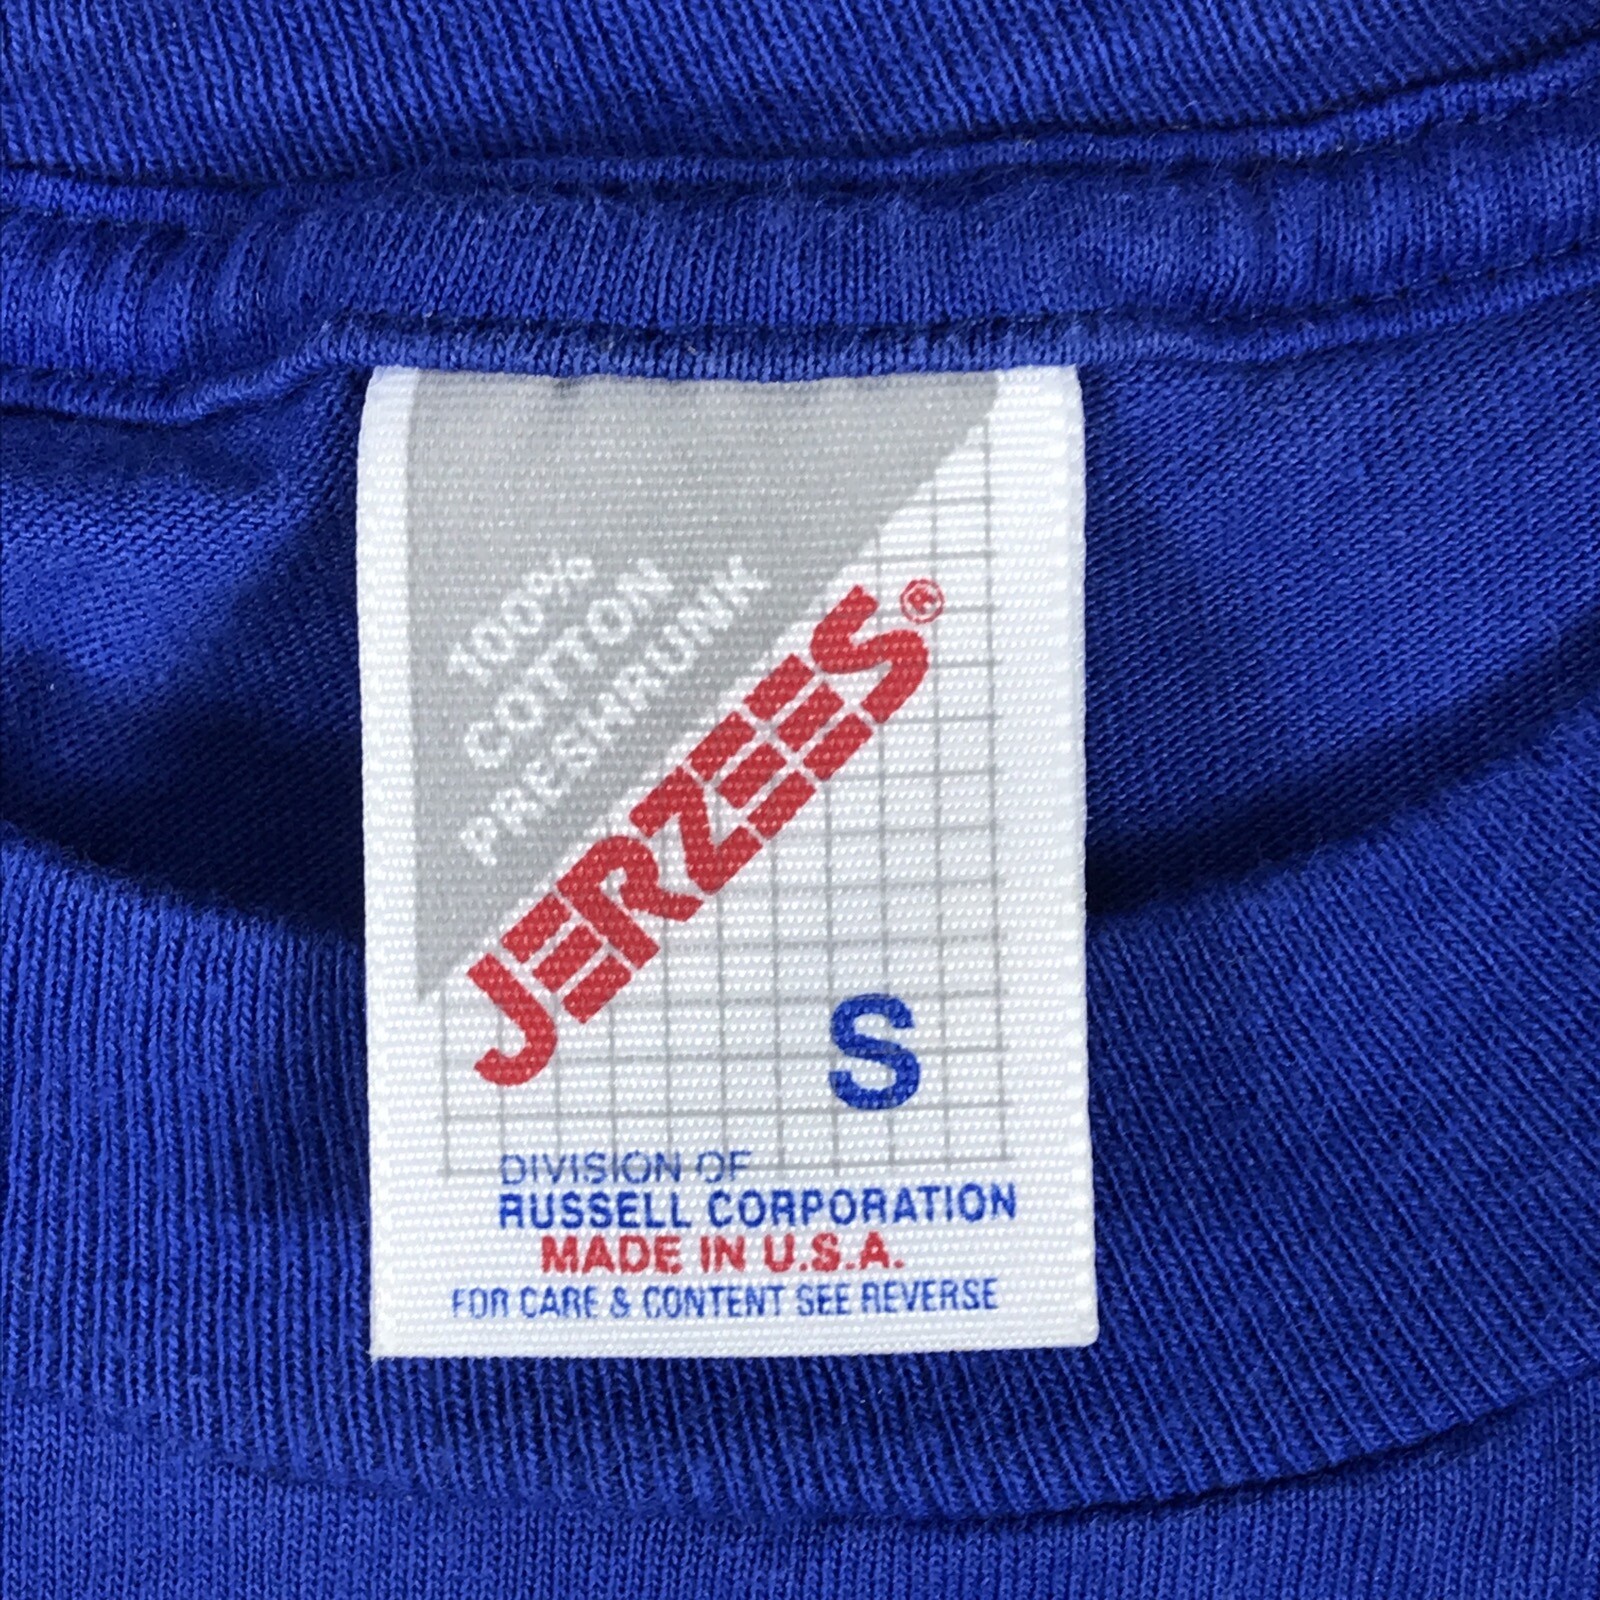 100%
COTTON
PRESHRUNK
JERZEES®
S
DIVISION OF
RUSSELL CORPORATION
MADE IN U.S.A.
FOR CARE & CONTENT SEE REVERSE